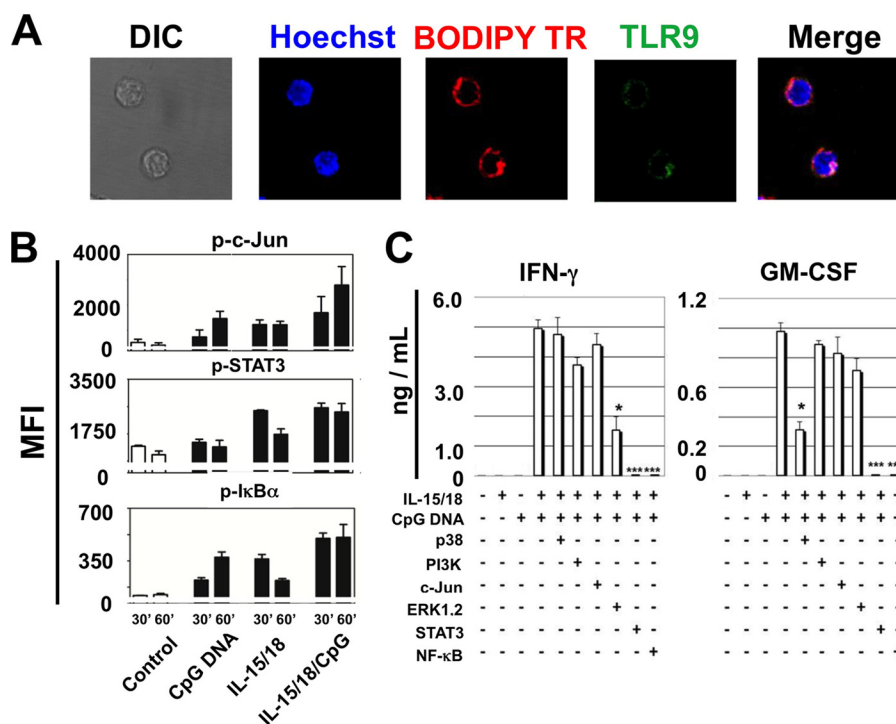 A
DIC Hoechst BODIPY TR TLR9 Merge
B
p-c-Jun
4000
2000
0
p-STAT3
3500
1750
0
p-IκBα
700
350
0
MFI
30' 60' 30' 60' 30' 60' 30' 60'
Control
CpG DNA
IL-15/18
IL-15/18/CpG
C
IFN-γ GM-CSF
ng / mL
6.0
3.0
1.0
0
* *** ***
1.2
0.6
0.2
0
* *** **
IL-15/18 - + - + + + + + + + - + - + + + + + +
CpG DNA - - + + + + + + + + - - + + + + + + +
p38 - - - - + - - - - - - - - - + - - - -
PI3K - - - - - + - - - - - - - - - + - - -
c-Jun - - - - - - + - - - - - - - - - + - -
ERK1.2 - - - - - - - + - - - - - - - - - + -
STAT3 - - - - - - - - + - - - - - - - - - +
NF-κB - - - - - - - - - + - - - - - - - - -